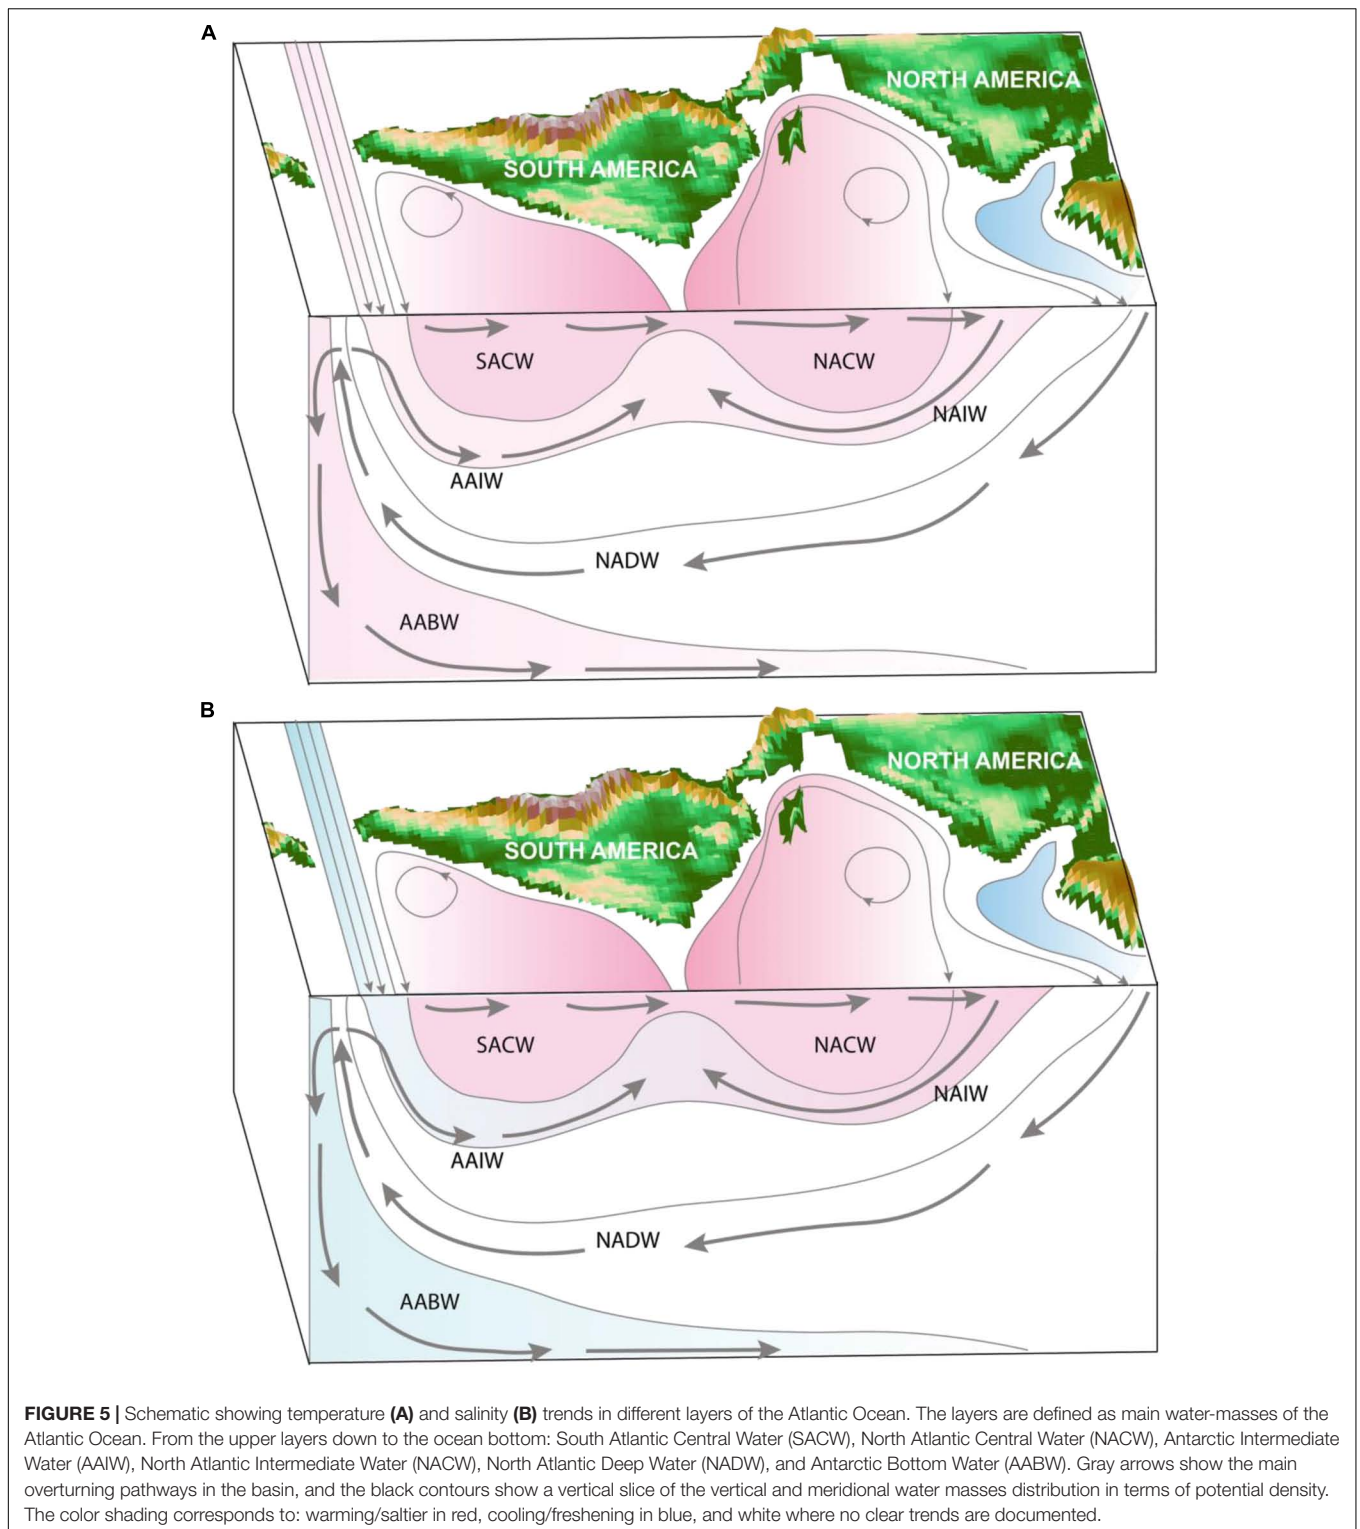 A
NORTH AMERICA
SOUTH AMERICA
SACW
NACW
NAIW
AAIW
NADW
AABW
B
NORTH AMERICA
SOUTH AMERICA
SACW
NACW
NAIW
AAIW
NADW
AABW
FIGURE 5 | Schematic showing temperature (A) and salinity (B) trends in different layers of the Atlantic Ocean. The layers are defined as main water-masses of the
Atlantic Ocean. From the upper layers down to the ocean bottom: South Atlantic Central Water (SACW), North Atlantic Central Water (NACW), Antarctic Intermediate
Water (AAIW), North Atlantic Intermediate Water (NACW), North Atlantic Deep Water (NADW), and Antarctic Bottom Water (AABW). Gray arrows show the main
overturning pathways in the basin, and the black contours show a vertical slice of the vertical and meridional water masses distribution in terms of potential density.
The color shading corresponds to: warming/saltier in red, cooling/freshening in blue, and white where no clear trends are documented.